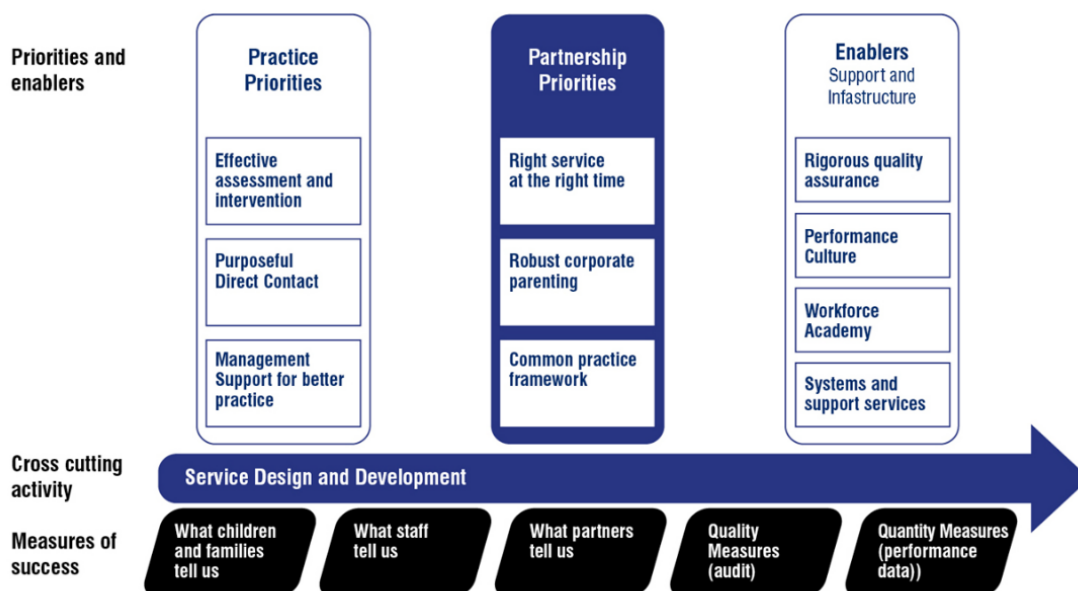 Priorities and
enablers
Practice
Priorities
Effective
assessment and
intervention
Purposeful
Direct Contact
Management
Support for better
practice
Partnership
Priorities
Right service
at the right time
Robust corporate
parenting
Common practice
framework
Enablers
Support and
Infastructure
Rigorous quality
assurance
Performance
Culture
Workforce
Academy
Systems and
support services
Cross cutting
activity
Service Design and Development
Measures of
success
What children
and families
tell us
What staff
tell us
What partners
tell us
Quality
Measures
(audit)
Quantity Measures
(performance
data))